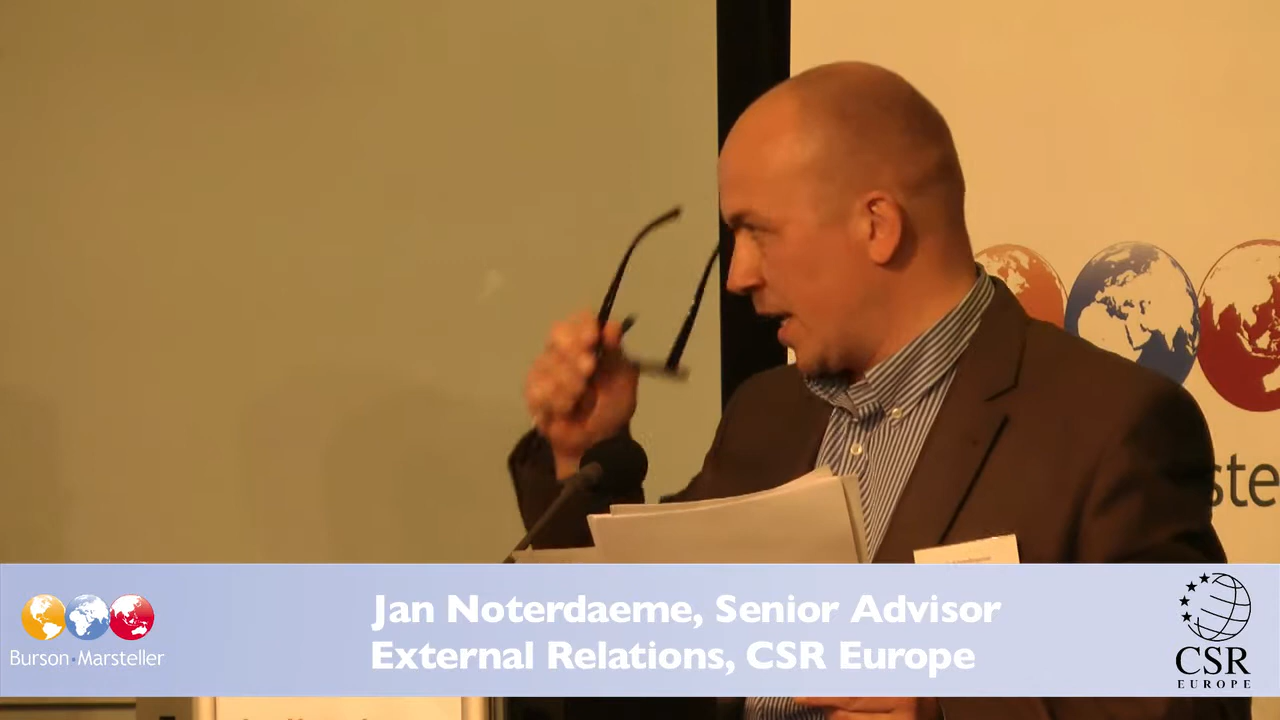 Jan Noterdaeme, Senior Advisor
External Relations, CSR Europe
Burson·Marsteller
CSR
EUROPE
ste